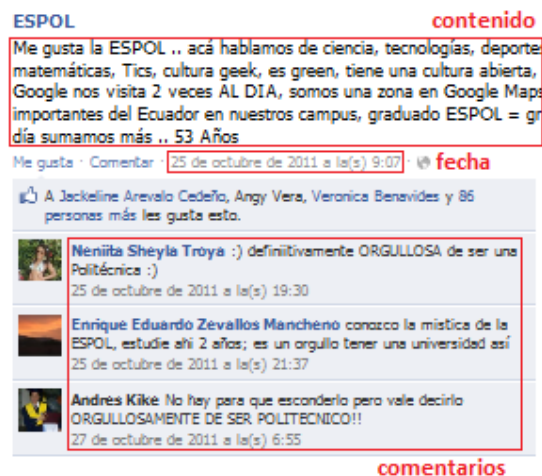 ESPOL contenido
Me gusta la ESPOL .. acá hablamos de ciencia, tecnologías, deportes
matemáticas, Tics, cultura geek, es green, tiene una cultura abierta,
Google nos visita 2 veces AL DIA, somos una zona en Google Maps
importantes del Ecuador en nuestros campus, graduado ESPOL = gr
día sumamos más .. 53 Años
Me gusta · Comentar · 25 de octubre de 2011 a la(s) 9:07 · fecha
A Jackeline Arevalo Cedeño, Angy Vera, Veronica Benavides y 86
personas más les gusta esto.
Neniita Sheyla Troya :) definiitivamente ORGULLOSA de ser una
Politécnica :)
25 de octubre de 2011 a la(s) 19:30
Enrique Eduardo Zevallos Mancheno conozco la mistica de la
ESPOL, estudie ahi 2 años; es un orgullo tener una universidad así
25 de octubre de 2011 a la(s) 21:37
Andres Kike No hay para que esconderlo pero vale decirlo
ORGULLOSAMENTE DE SER POLITECNICO!!
27 de octubre de 2011 a la(s) 6:55
comentarios